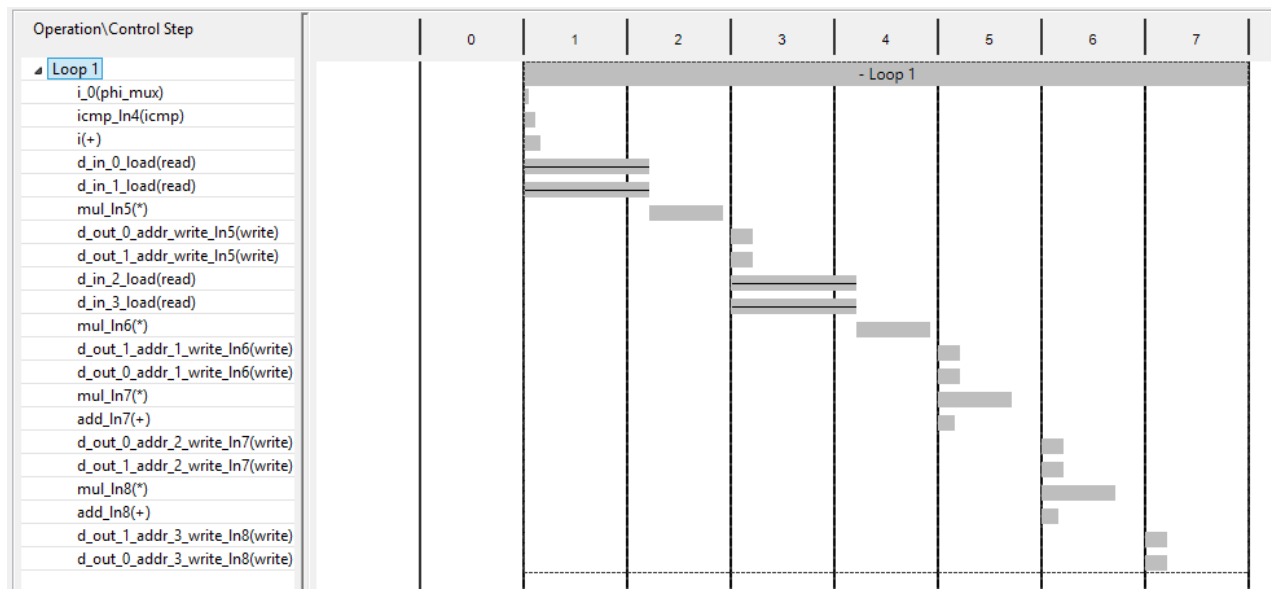 Operation\Control Step
0 1 2 3 4 5 6 7
Loop 1
- Loop 1
i_0(phi_mux)
icmp_ln4(icmp)
i(+)
d_in_0_load(read)
d_in_1_load(read)
mul_ln5(*)
d_out_0_addr_write_ln5(write)
d_out_1_addr_write_ln5(write)
d_in_2_load(read)
d_in_3_load(read)
mul_ln6(*)
d_out_1_addr_1_write_ln6(write)
d_out_0_addr_1_write_ln6(write)
mul_ln7(*)
add_ln7(+)
d_out_0_addr_2_write_ln7(write)
d_out_1_addr_2_write_ln7(write)
mul_ln8(*)
add_ln8(+)
d_out_1_addr_3_write_ln8(write)
d_out_0_addr_3_write_ln8(write)